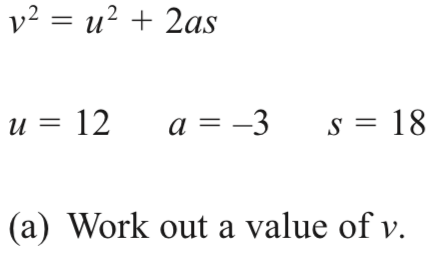 v² = u² + 2as
u = 12 a = –3 s = 18
(a) Work out a value of v.